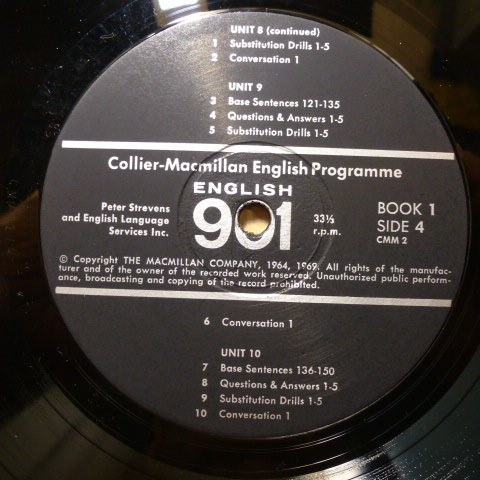 UNIT 8 (continued)
1 Substitution Drills 1-5
2 Conversation 1
UNIT 9
3 Base Sentences 121-135
4 Questions & Answers 1-5
5 Substitution Drills 1-5
Collier-Macmillan English Programme
ENGLISH
901
Peter Strevens
and English Language
Services Inc.
33⅓
r.p.m.
BOOK 1
SIDE 4
CMM 2
© Copyright THE MACMILLAN COMPANY, 1964, 1969. All rights of the manufac-
turer and of the owner of the recorded work reserved. Unauthorized public perform-
ance, broadcasting and copying of the record prohibited.
6 Conversation 1
UNIT 10
7 Base Sentences 136-150
8 Questions & Answers 1-5
9 Substitution Drills 1-5
10 Conversation 1